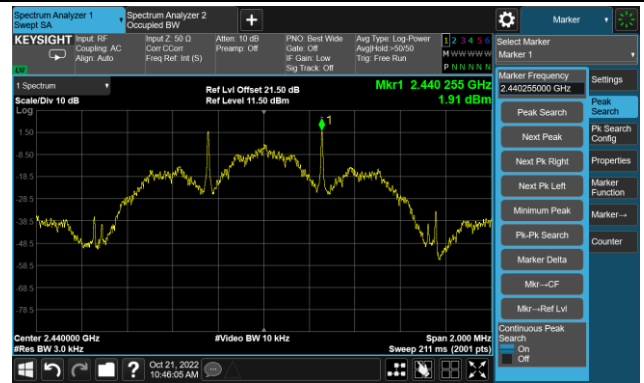 Spectrum Analyzer 1
Swept SA
Spectrum Analyzer 2
Occupied BW
+
Marker
KEYSIGHT
Input: RF
Coupling: AC
Align: Auto
Input Z: 50 Ω
Corr CCorr
Freq Ref: Int (S)
Atten: 10 dB
Preamp: Off
PNO: Best Wide
Gate: Off
IF Gain: Low
Sig Track: Off
Avg Type: Log-Power
Avg|Hold:>50/50
Trig: Free Run
1 2 3 4 5 6
M W W W W W
P N N N N N
Select Marker
Marker 1
1 Spectrum
Scale/Div 10 dB
Ref Lvl Offset 21.50 dB
Ref Level 11.50 dBm
Mkr1 2.440 255 GHz
1.91 dBm
Log
1
1.50
-8.50
-18.5
-28.5
-38.5
-48.5
-58.5
-68.5
-78.5
Center 2.440000 GHz
#Res BW 3.0 kHz
#Video BW 10 kHz
Span 2.000 MHz
Sweep 211 ms (2001 pts)
Marker Frequency
2.440255000 GHz
Peak Search
Next Peak
Next Pk Right
Next Pk Left
Minimum Peak
Pk-Pk Search
Marker Delta
Mkr→CF
Mkr→Ref Lvl
Continuous Peak
Search
On
Off
Settings
Peak
Search
Pk Search
Config
Properties
Marker
Function
Marker→
Counter
?
Oct 21, 2022
10:46:05 AM